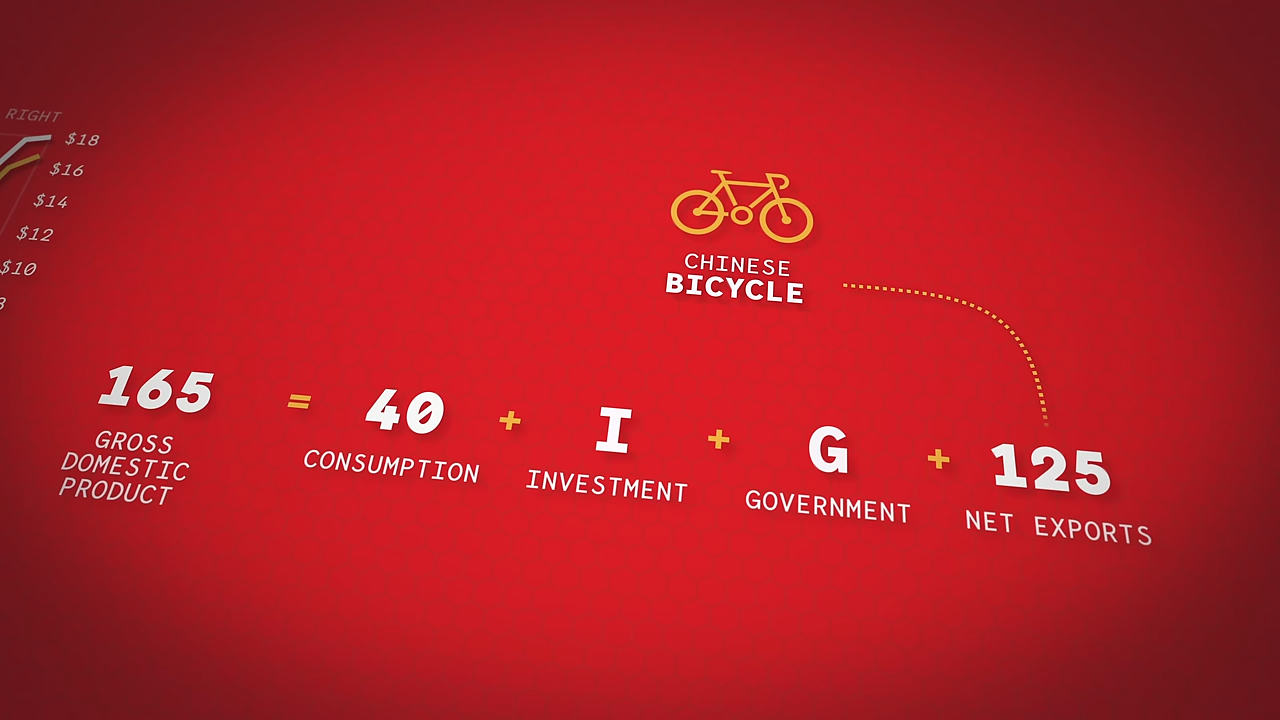 RIGHT
$18
$16
$14
$12
$10
CHINESE
BICYCLE
165 = 40 + I + G + 125
GROSS
DOMESTIC
PRODUCT
CONSUMPTION
INVESTMENT
GOVERNMENT
NET EXPORTS